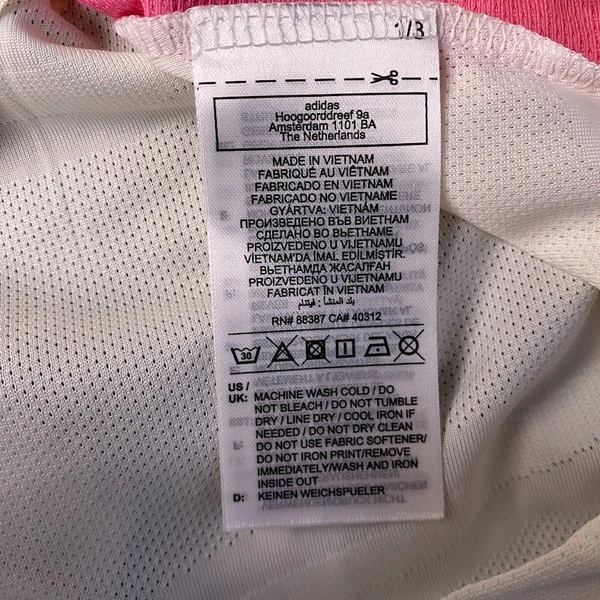 1/3
adidas
Hoogoorddreef 9a
Amsterdam 1101 BA
The Netherlands
MADE IN VIETNAM
FABRIQUÉ AU VIÊTNAM
FABRICADO EN VIETNAM
FABRICADO NO VIETNAME
GYÁRTVA: VIETNÁM
ПРОИЗВЕДЕНО ВЪВ ВИЕТНАМ
СДЕЛАНО ВО ВЬЕТНАМЕ
PROIZVEDENO U VIJETNAMU
VİETNAM'DA İMAL EDİLMİŞTİR.
ВЬЕТНАМДА ЖАСАЛҒАН
PROIZVEDENO U VIJETNAMU
FABRICAT ÎN VIETNAM
بلد المنشأ : فيتنام
RN# 88387 CA# 40312
30
US /
UK: MACHINE WASH COLD / DO
NOT BLEACH / DO NOT TUMBLE
DRY / LINE DRY / COOL IRON IF
NEEDED / DO NOT DRY CLEAN
DO NOT USE FABRIC SOFTENER/
DO NOT IRON PRINT/REMOVE
IMMEDIATELY/WASH AND IRON
INSIDE OUT
D: KEINEN WEICHSPUELER